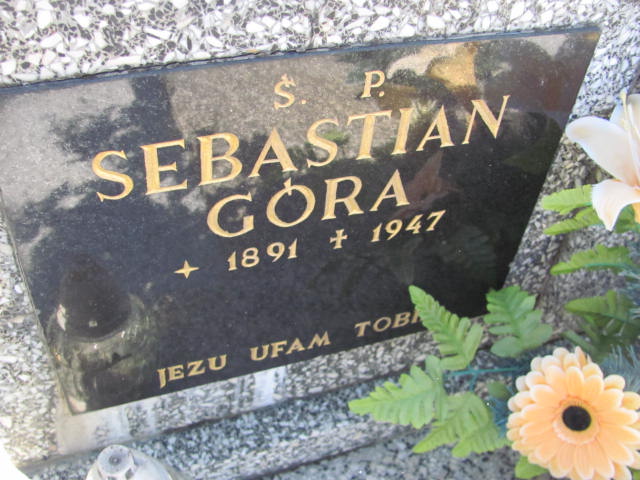 Ś. P.
SEBASTIAN
GÓRA
1891 1947
JEZU UFAM